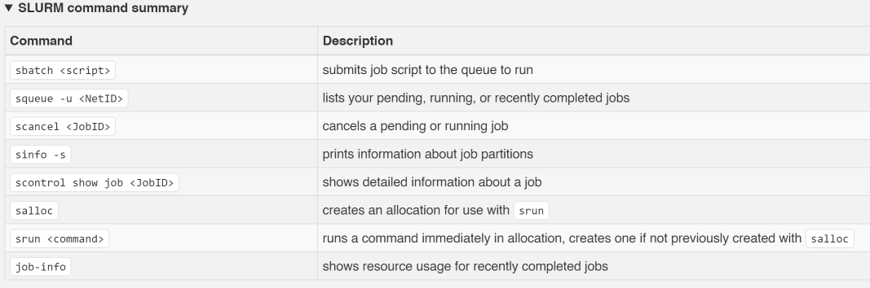 ▼ SLURM command summary
Command Description
sbatch <script> submits job script to the queue to run
squeue -u <NetID> lists your pending, running, or recently completed jobs
scancel <JobID> cancels a pending or running job
sinfo -s prints information about job partitions
scontrol show job <JobID> shows detailed information about a job
salloc creates an allocation for use with srun
srun <command> runs a command immediately in allocation, creates one if not previously created with salloc
job-info shows resource usage for recently completed jobs